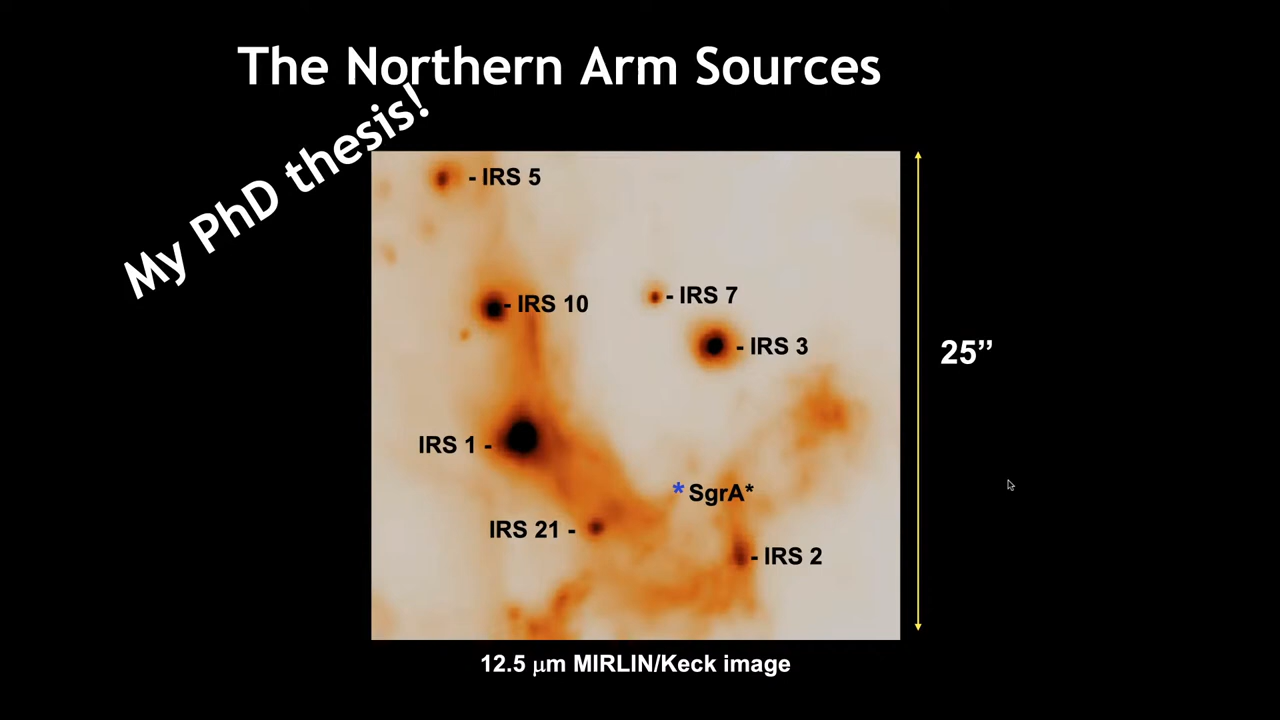 The Northern Arm Sources
My PhD thesis!
- IRS 5
- IRS 10
- IRS 7
- IRS 3
25”
IRS 1 -
* SgrA*
IRS 21 -
- IRS 2
12.5 μm MIRLIN/Keck image